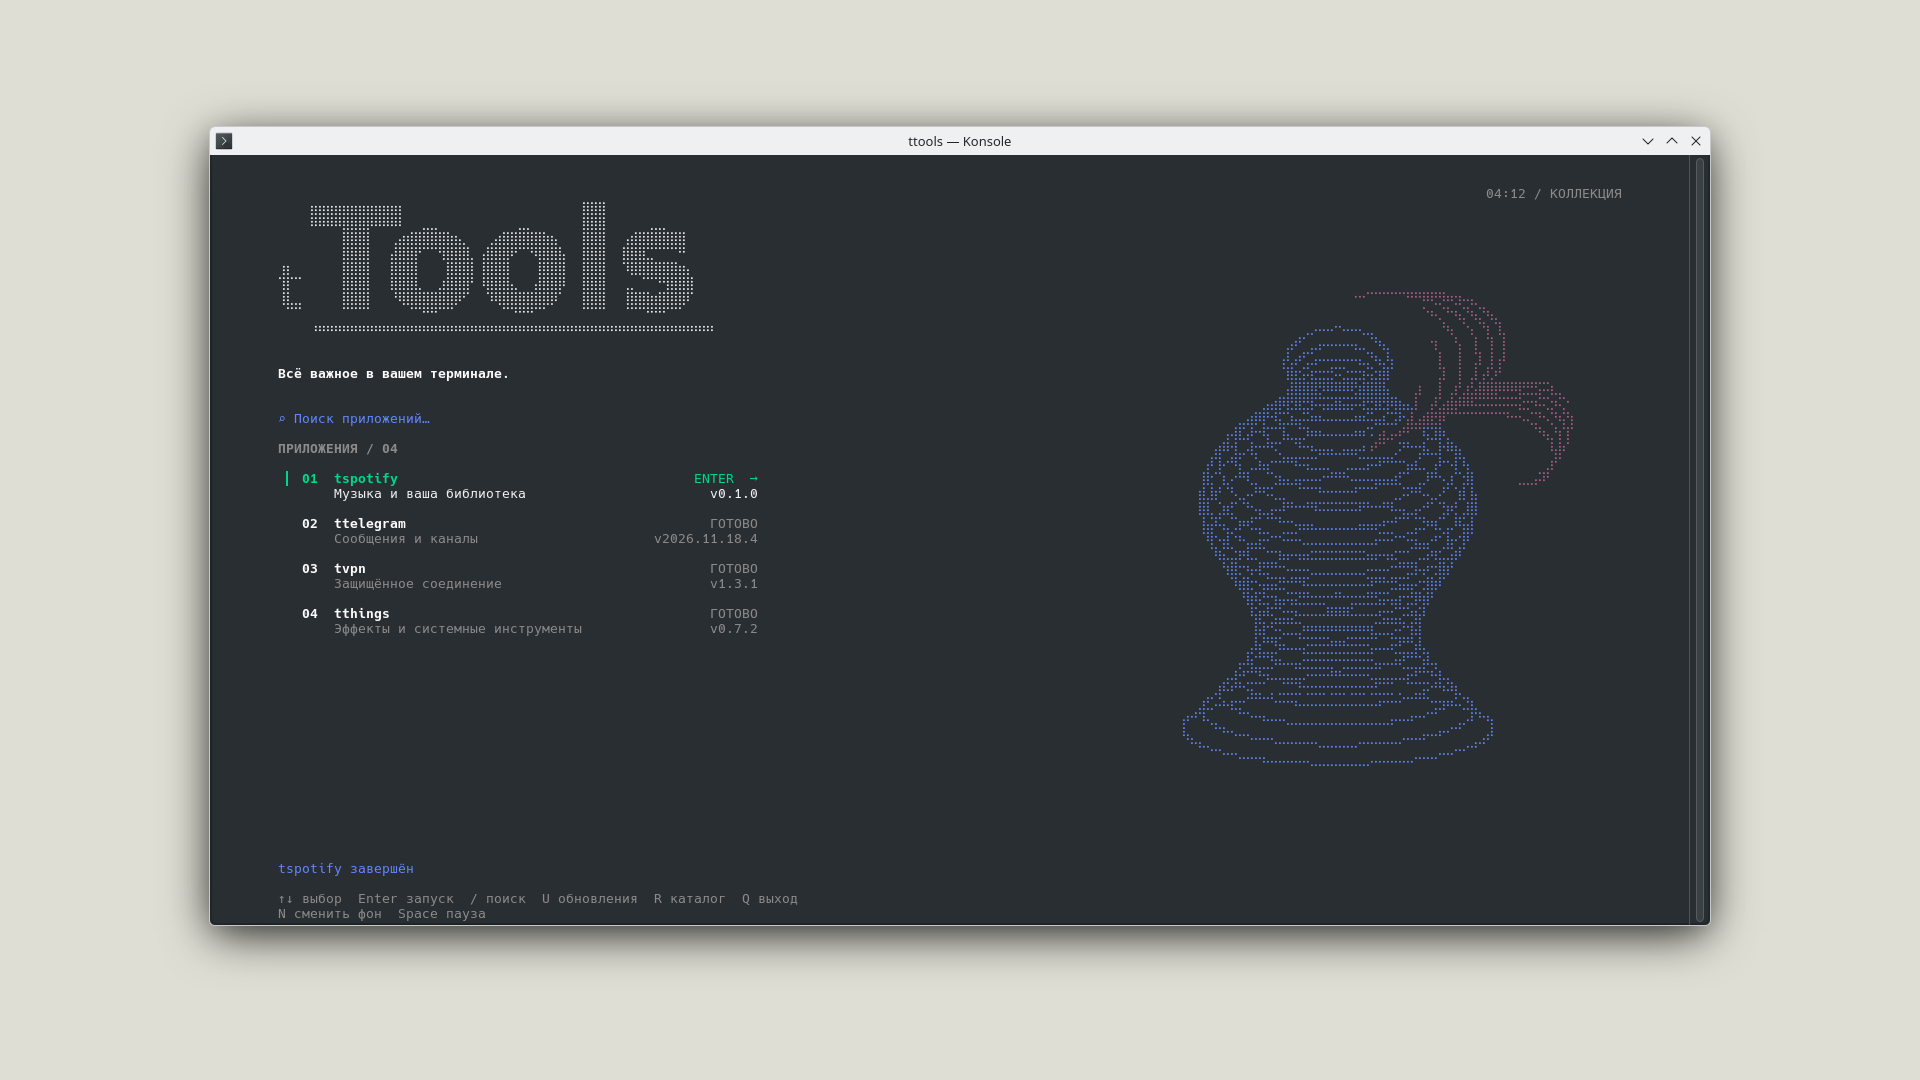 ttools — Konsole
04:12 / КОЛЛЕКЦИЯ
tTools
Всё важное в вашем терминале.
⌕ Поиск приложений…
ПРИЛОЖЕНИЯ / 04
01 tspotify ENTER →
Музыка и ваша библиотека v0.1.0
02 ttelegram ГОТОВО
Сообщения и каналы v2026.11.18.4
03 tvpn ГОТОВО
Защищённое соединение v1.3.1
04 tthings ГОТОВО
Эффекты и системные инструменты v0.7.2
tspotify завершён
↑↓ выбор Enter запуск / поиск U обновления R каталог Q выход
N сменить фон Space пауза